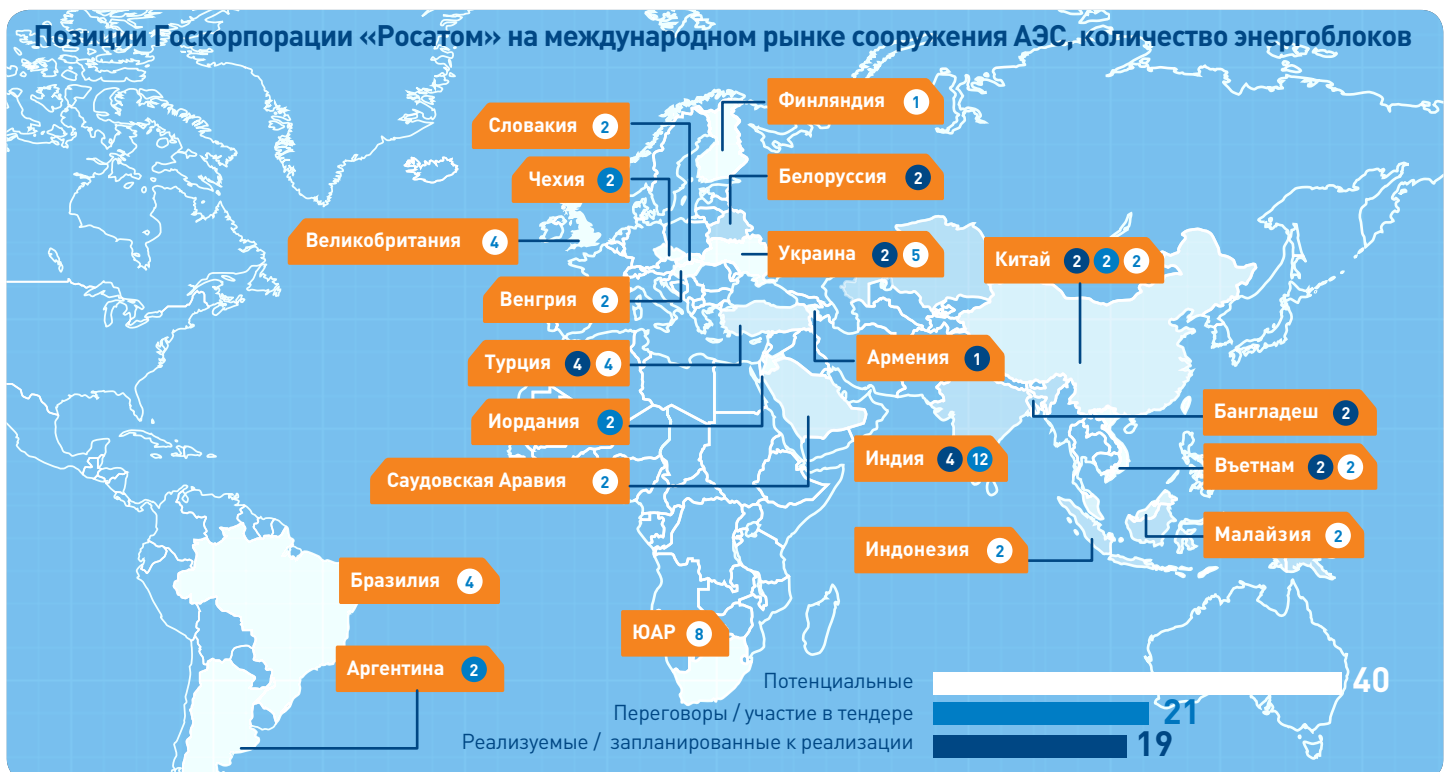 Позиции Госкорпорации «Росатом» на международном рынке сооружения АЭС, количество энергоблоков
Финляндия 1
Словакия 2
Чехия 2
Белоруссия 2
Великобритания 4
Украина 2 5
Китай 2 2 2
Венгрия 2
Турция 4 4
Армения 1
Иордания 2
Бангладеш 2
Саудовская Аравия 2
Индия 4 12
Вьетнам 2 2
Индонезия 2
Малайзия 2
Бразилия 4
ЮАР 8
Аргентина 2
Потенциальные 40
Переговоры / участие в тендере 21
Реализуемые / запланированные к реализации 19